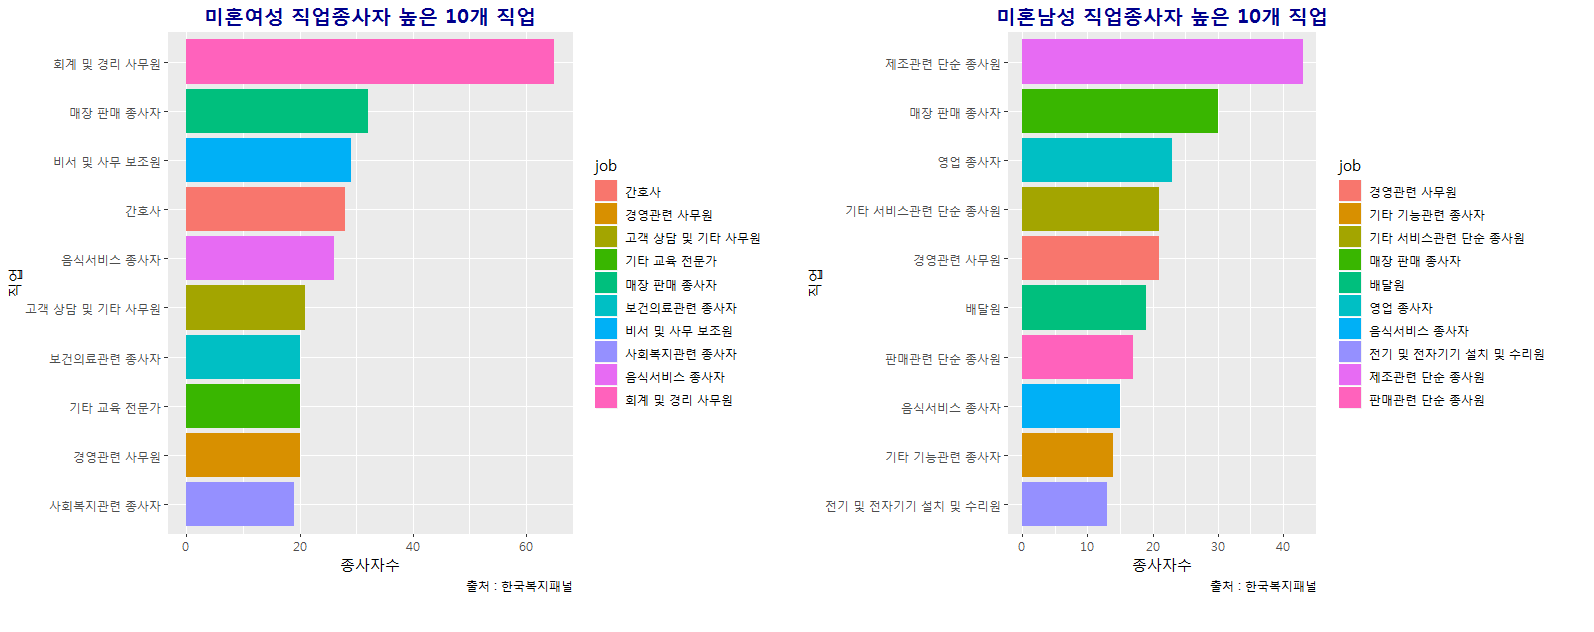 미혼여성 직업종사자 높은 10개 직업
직업
회계 및 경리 사무원
매장 판매 종사자
비서 및 사무 보조원
간호사
음식서비스 종사자
고객 상담 및 기타 사무원
보건의료관련 종사자
기타 교육 전문가
경영관련 사무원
사회복지관련 종사자
0 20 40 60
종사자수
출처 : 한국복지패널
job
간호사
경영관련 사무원
고객 상담 및 기타 사무원
기타 교육 전문가
매장 판매 종사자
보건의료관련 종사자
비서 및 사무 보조원
사회복지관련 종사자
음식서비스 종사자
회계 및 경리 사무원
미혼남성 직업종사자 높은 10개 직업
직업
제조관련 단순 종사원
매장 판매 종사자
영업 종사자
기타 서비스관련 단순 종사원
경영관련 사무원
배달원
판매관련 단순 종사원
음식서비스 종사자
기타 기능관련 종사자
전기 및 전자기기 설치 및 수리원
0 10 20 30 40
종사자수
출처 : 한국복지패널
job
경영관련 사무원
기타 기능관련 종사자
기타 서비스관련 단순 종사원
매장 판매 종사자
배달원
영업 종사자
음식서비스 종사자
전기 및 전자기기 설치 및 수리원
제조관련 단순 종사원
판매관련 단순 종사원